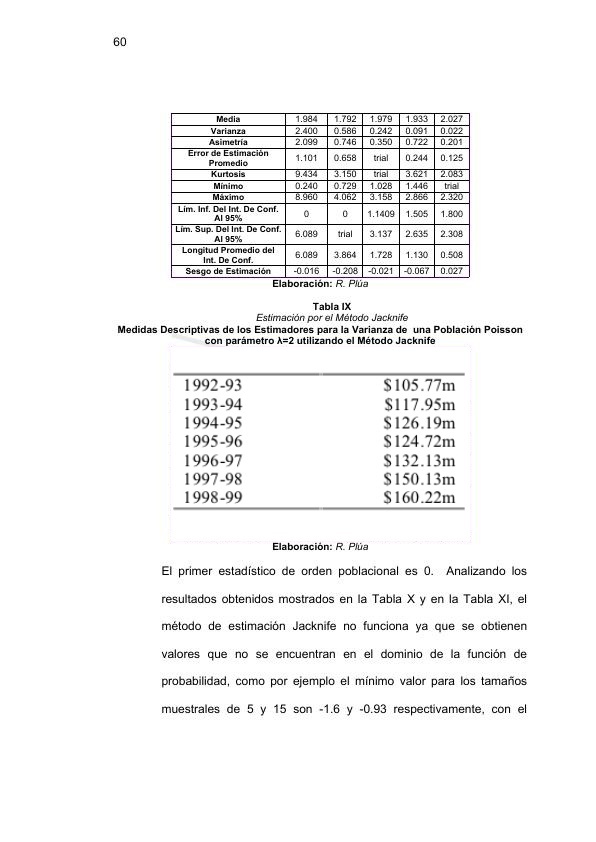 60
Media 1.984 1.792 1.979 1.933 2.027
Varianza 2.400 0.586 0.242 0.091 0.022
Asimetría 2.099 0.746 0.350 0.722 0.201
Error de Estimación
Promedio 1.101 0.658 trial 0.244 0.125
Kurtosis 9.434 3.150 trial 3.621 2.083
Mínimo 0.240 0.729 1.028 1.446 trial
Máximo 8.960 4.062 3.158 2.866 2.320
Lím. Inf. Del Int. De Conf.
Al 95% 0 0 1.1409 1.505 1.800
Lím. Sup. Del Int. De Conf.
Al 95% 6.089 trial 3.137 2.635 2.308
Longitud Promedio del
Int. De Conf. 6.089 3.864 1.728 1.130 0.508
Sesgo de Estimación -0.016 -0.208 -0.021 -0.067 0.027
Elaboración: R. Plúa
Tabla IX
Estimación por el Método Jacknife
Medidas Descriptivas de los Estimadores para la Varianza de una Población Poisson
con parámetro λ=2 utilizando el Método Jacknife
1992-93 $105.77m
1993-94 $117.95m
1994-95 $126.19m
1995-96 $124.72m
1996-97 $132.13m
1997-98 $150.13m
1998-99 $160.22m
Elaboración: R. Plúa
El primer estadístico de orden poblacional es 0. Analizando los
resultados obtenidos mostrados en la Tabla X y en la Tabla XI, el
método de estimación Jacknife no funciona ya que se obtienen
valores que no se encuentran en el dominio de la función de
probabilidad, como por ejemplo el mínimo valor para los tamaños
muestrales de 5 y 15 son -1.6 y -0.93 respectivamente, con el